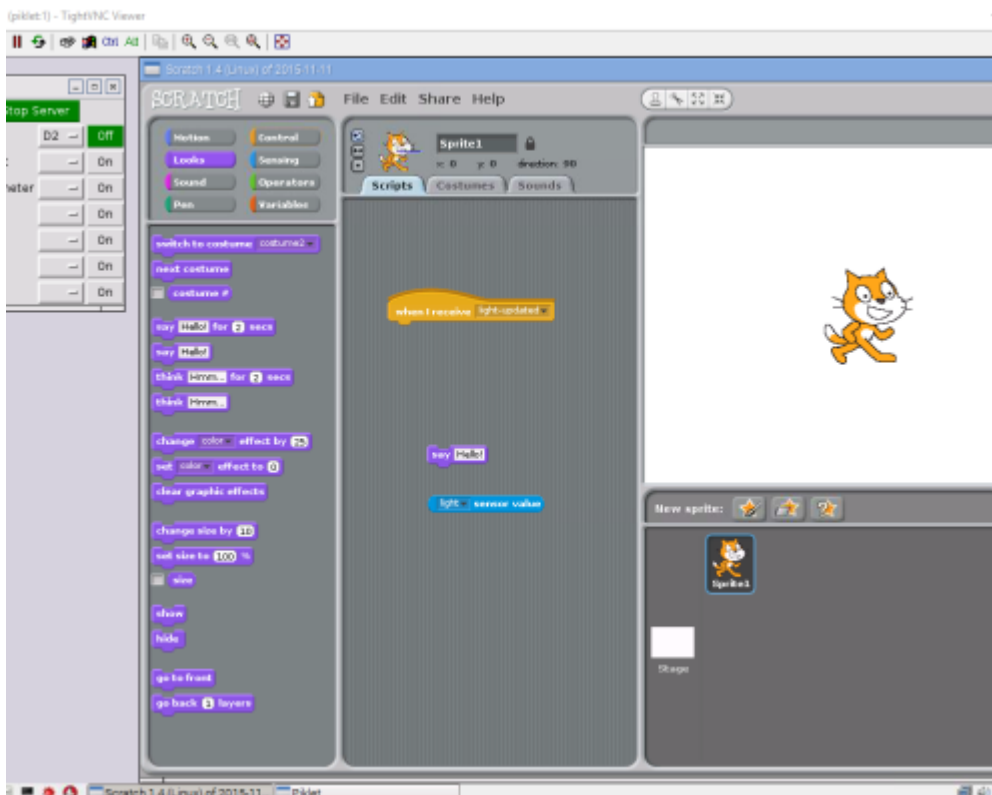 (piklet:1) - TightVNC Viewer
Ctrl Alt
Scratch 1.4 (Linux) of 2015-11-11
SCRATCH File Edit Share Help
Stop Server
D2 Off
On
meter On
On
On
On
On
Motion Control
Looks Sensing
Sound Operators
Pen Variables
Sprite1
x: 0 y: 0 direction: 90
Scripts Costumes Sounds
switch to costume costume2
next costume
costume #
say Hello! for 2 secs
say Hello!
think Hmm... for 2 secs
think Hmm...
change color effect by 25
set color effect to 0
clear graphic effects
change size by 10
set size to 100 %
size
show
hide
go to front
go back 1 layers
when I receive light-updated
say Hello!
light sensor value
New sprite:
Sprite1
Stage
Scratch 1.4 (Linux) of 2015-11 Piklet